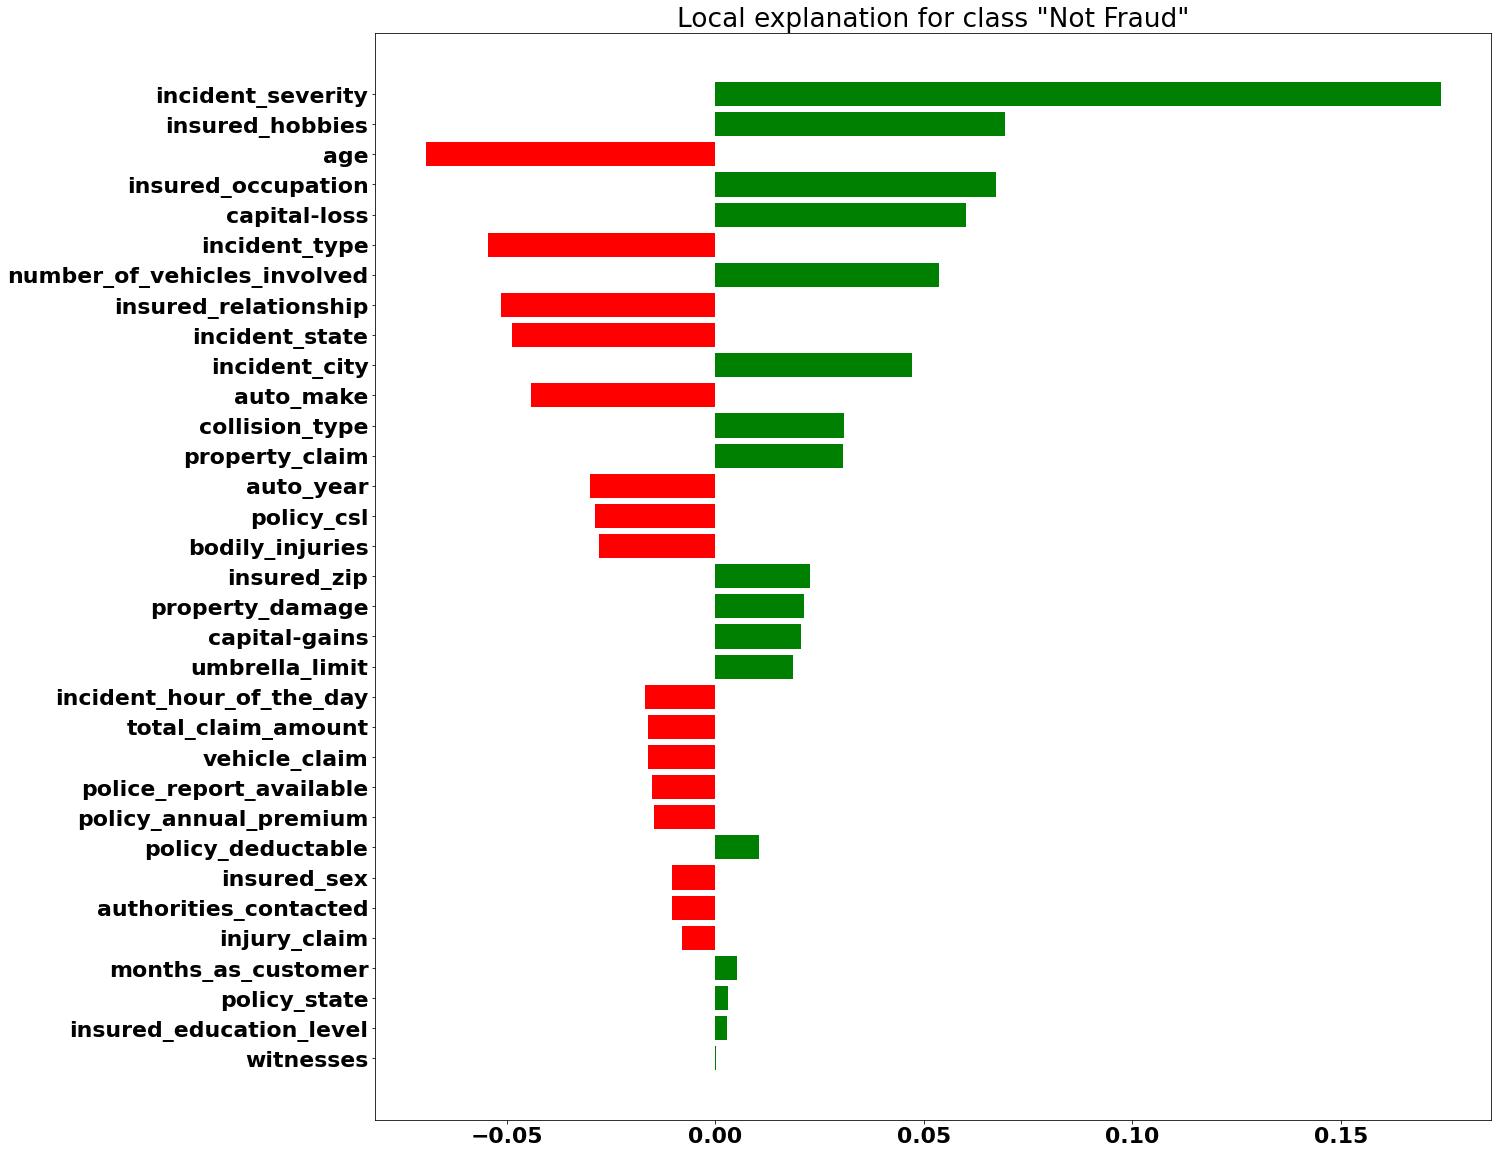 Local explanation for class "Not Fraud"
incident_severity
insured_hobbies
age
insured_occupation
capital-loss
incident_type
number_of_vehicles_involved
insured_relationship
incident_state
incident_city
auto_make
collision_type
property_claim
auto_year
policy_csl
bodily_injuries
insured_zip
property_damage
capital-gains
umbrella_limit
incident_hour_of_the_day
total_claim_amount
vehicle_claim
police_report_available
policy_annual_premium
policy_deductable
insured_sex
authorities_contacted
injury_claim
months_as_customer
policy_state
insured_education_level
witnesses
−0.05 0.00 0.05 0.10 0.15